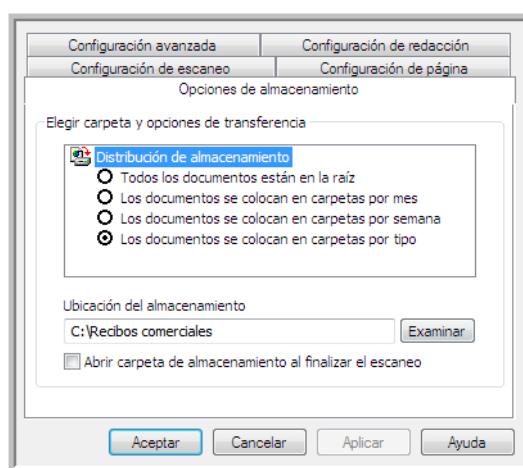 Configuración avanzada Configuración de redacción
Configuración de escaneo Configuración de página
Opciones de almacenamiento
Elegir carpeta y opciones de transferencia
Distribución de almacenamiento
Todos los documentos están en la raíz
Los documentos se colocan en carpetas por mes
Los documentos se colocan en carpetas por semana
Los documentos se colocan en carpetas por tipo
Ubicación del almacenamiento
C:\Recibos comerciales Examinar
Abrir carpeta de almacenamiento al finalizar el escaneo
Aceptar Cancelar Aplicar Ayuda